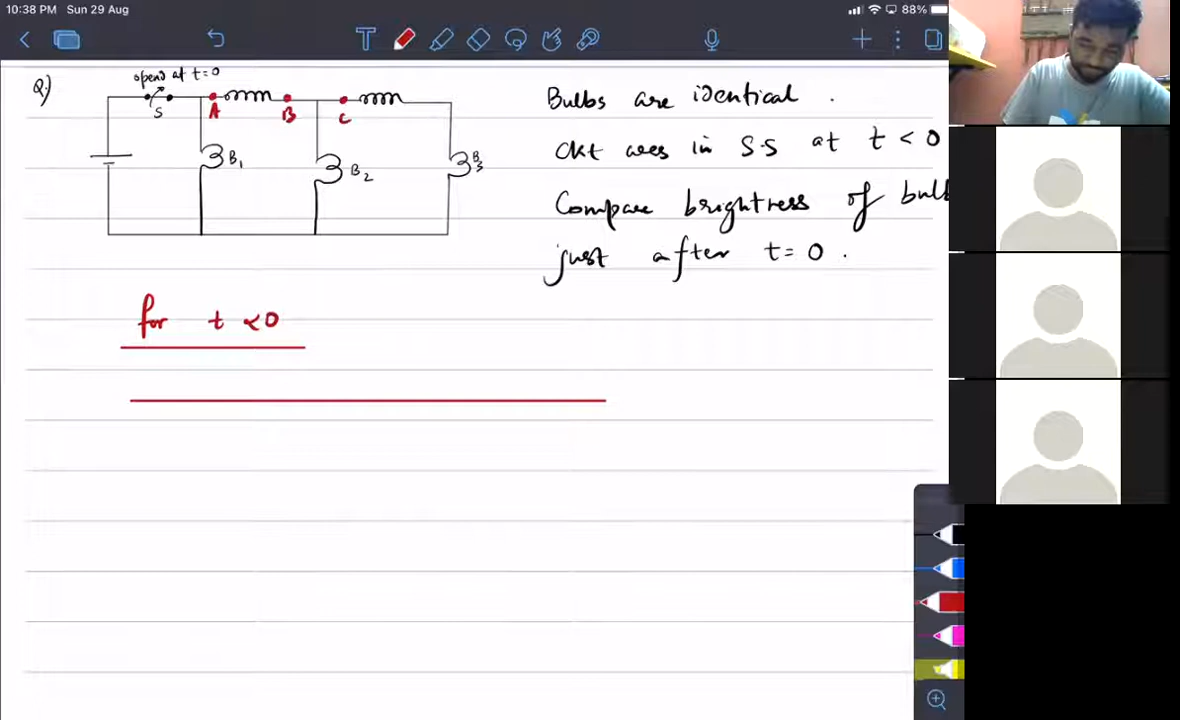 10:38 PM Sun 29 Aug
88%
T
Q.)
opend at t=0
S
A
B
C
B1
B2
B3
Bulbs are identical .
Ckt was in S.S at t < 0
Compare brightness of bulb
just after t = 0 .
for t < 0